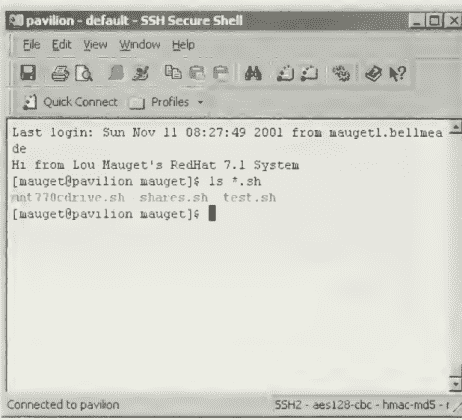 pavilion - default - SSH Secure Shell
File Edit View Window Help
Quick Connect Profiles
Last login: Sun Nov 11 08:27:49 2001 from mauget1.bellmea
de
Hi from Lou Mauget's RedHat 7.1 System
[mauget@pavilion mauget]$ ls *.sh
mnt770cdrive.sh shares.sh test.sh
[mauget@pavilion mauget]$
Connected to pavilion SSH2 - aes128-cbc - hmac-md5 -